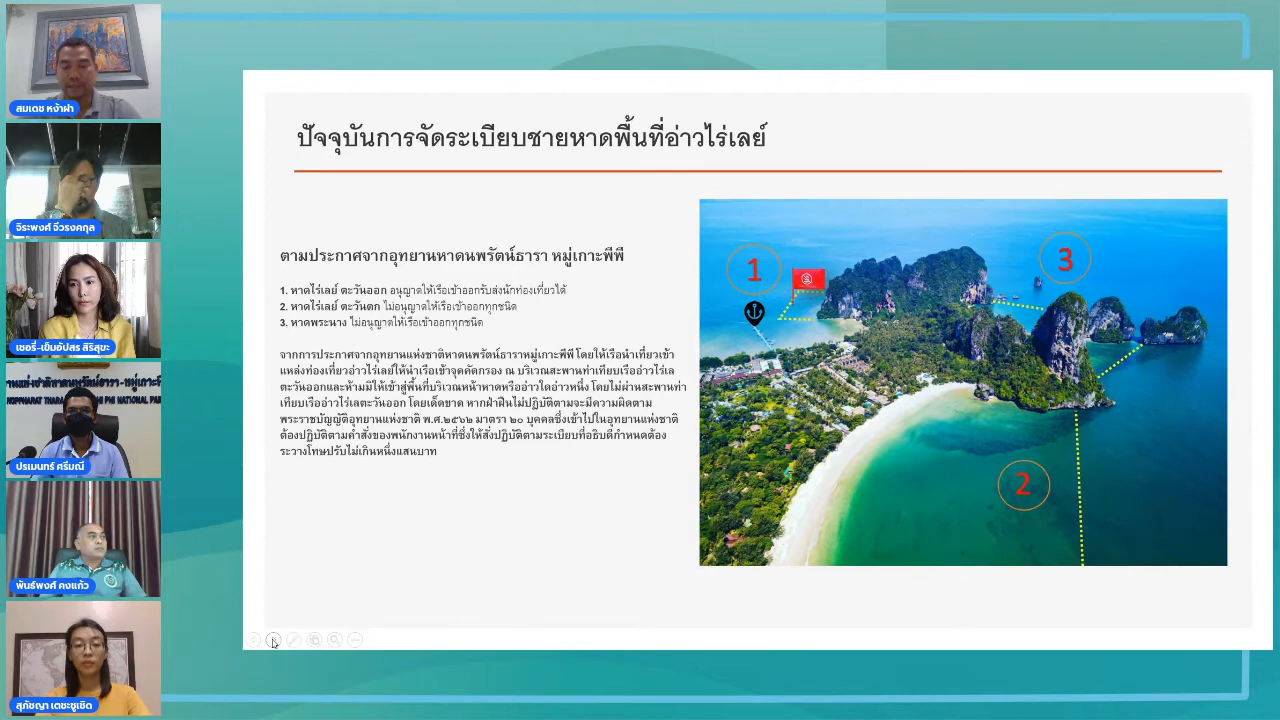 สมเดช หง้าฝา
จิระพงศ์ จีวรงคกุล
เชอรี่-เข็มอัปสร สิริสุขะ
ปรเมนทร์ ศรีมณี
พันธ์พงศ์ คงแก้ว
สุภัชญา เตชะชูเชิด
ปัจจุบันการจัดระเบียบชายหาดพื้นที่อ่าวไร่เลย์
ตามประกาศจากอุทยานหาดนพรัตน์ธารา หมู่เกาะพีพี
1. หาดไร่เลย์ ตะวันออก อนุญาตให้เรือเข้าออกรับส่งนักท่องเที่ยวได้
2. หาดไร่เลย์ ตะวันตก ไม่อนุญาตให้เรือเข้าออกทุกชนิด
3. หาดพระนาง ไม่อนุญาตให้เรือเข้าออกทุกชนิด
จากการประกาศจากอุทยานแห่งชาติหาดนพรัตน์ธาราหมู่เกาะพีพี โดยให้เรือนำเที่ยวเข้า
แหล่งท่องเที่ยวอ่าวไร่เลย์ให้นำเรือเข้าจุดคัดกรอง ณ บริเวณสะพานท่าเทียบเรืออ่าวไร่เล
ตะวันออกและห้ามมิให้เข้าสู่พื้นที่บริเวณหน้าหาดหรืออ่าวใดอ่าวหนึ่ง โดยไม่ผ่านสะพานท่า
เทียบเรืออ่าวไร่เลตะวันออก โดยเด็ดขาด หากฝ่าฝืนไม่ปฏิบัติตามจะมีความผิดตาม
พระราชบัญญัติอุทยานแห่งชาติ พ.ศ.๒๕๖๒ มาตรา ๒๐ บุคคลซึ่งเข้าไปในอุทยานแห่งชาติ
ต้องปฏิบัติตามคำสั่งของพนักงานหน้าที่ซึ่งให้สั่งปฏิบัติตามระเบียบที่อธิบดีกำหนดต้อง
ระวางโทษปรับไม่เกินหนึ่งแสนบาท
1
3
2